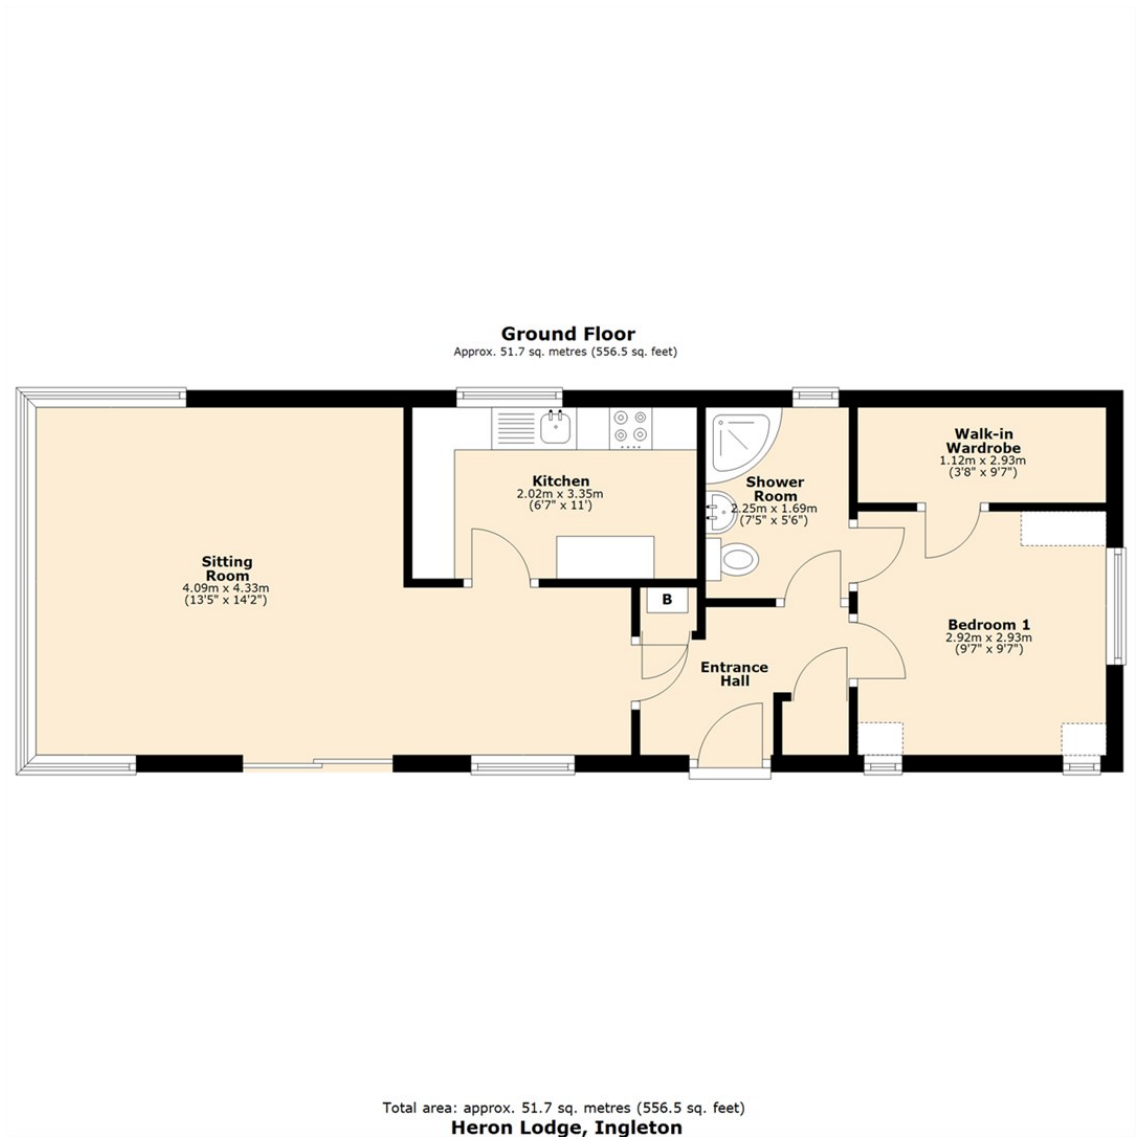 Ground Floor
Approx. 51.7 sq. metres (556.5 sq. feet)
Kitchen
2.02m x 3.35m
(6'7" x 11')
Walk-in
Wardrobe
1.12m x 2.93m
(3'8" x 9'7")
Shower
Room
2.25m x 1.69m
(7'5" x 5'6")
Sitting
Room
4.09m x 4.33m
(13'5" x 14'2")
B
Entrance
Hall
Bedroom 1
2.92m x 2.93m
(9'7" x 9'7")
Total area: approx. 51.7 sq. metres (556.5 sq. feet)
Heron Lodge, Ingleton